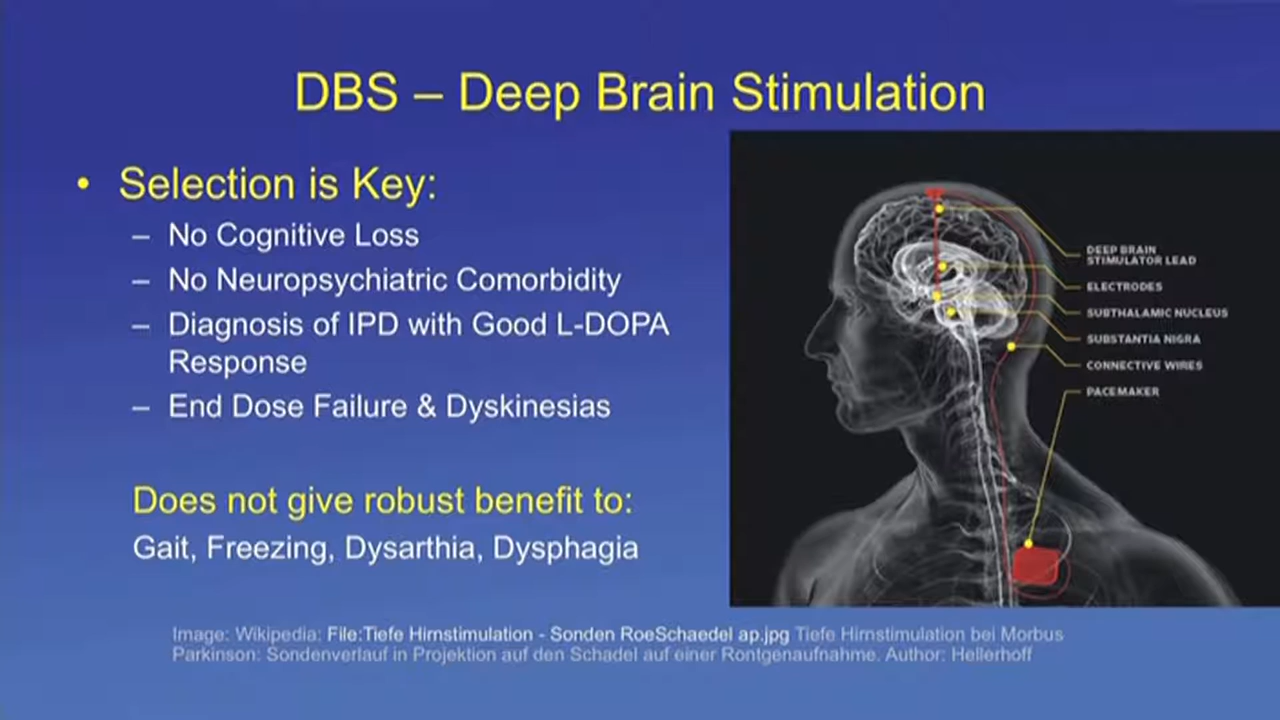 DBS – Deep Brain Stimulation
• Selection is Key:
– No Cognitive Loss
– No Neuropsychiatric Comorbidity
– Diagnosis of IPD with Good L-DOPA
Response
– End Dose Failure & Dyskinesias
Does not give robust benefit to:
Gait, Freezing, Dysarthia, Dysphagia
DEEP BRAIN
STIMULATOR LEAD
ELECTRODES
SUBTHALAMIC NUCLEUS
SUBSTANTIA NIGRA
CONNECTIVE WIRES
PACEMAKER
Image: Wikipedia: File:Tiefe Hirnstimulation - Sonden RoeSchaedel ap.jpg Tiefe Hirnstimulation bei Morbus
Parkinson: Sondenverlauf in Projektion auf den Schadel auf einer Rontgenaufnahme. Author: Hellerhoff